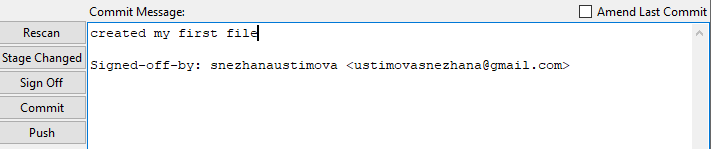 Commit Message:
Amend Last Commit
Rescan
Stage Changed
Sign Off
Commit
Push
created my first file
Signed-off-by: snezhanaustimova <ustimovasnezhana@gmail.com>